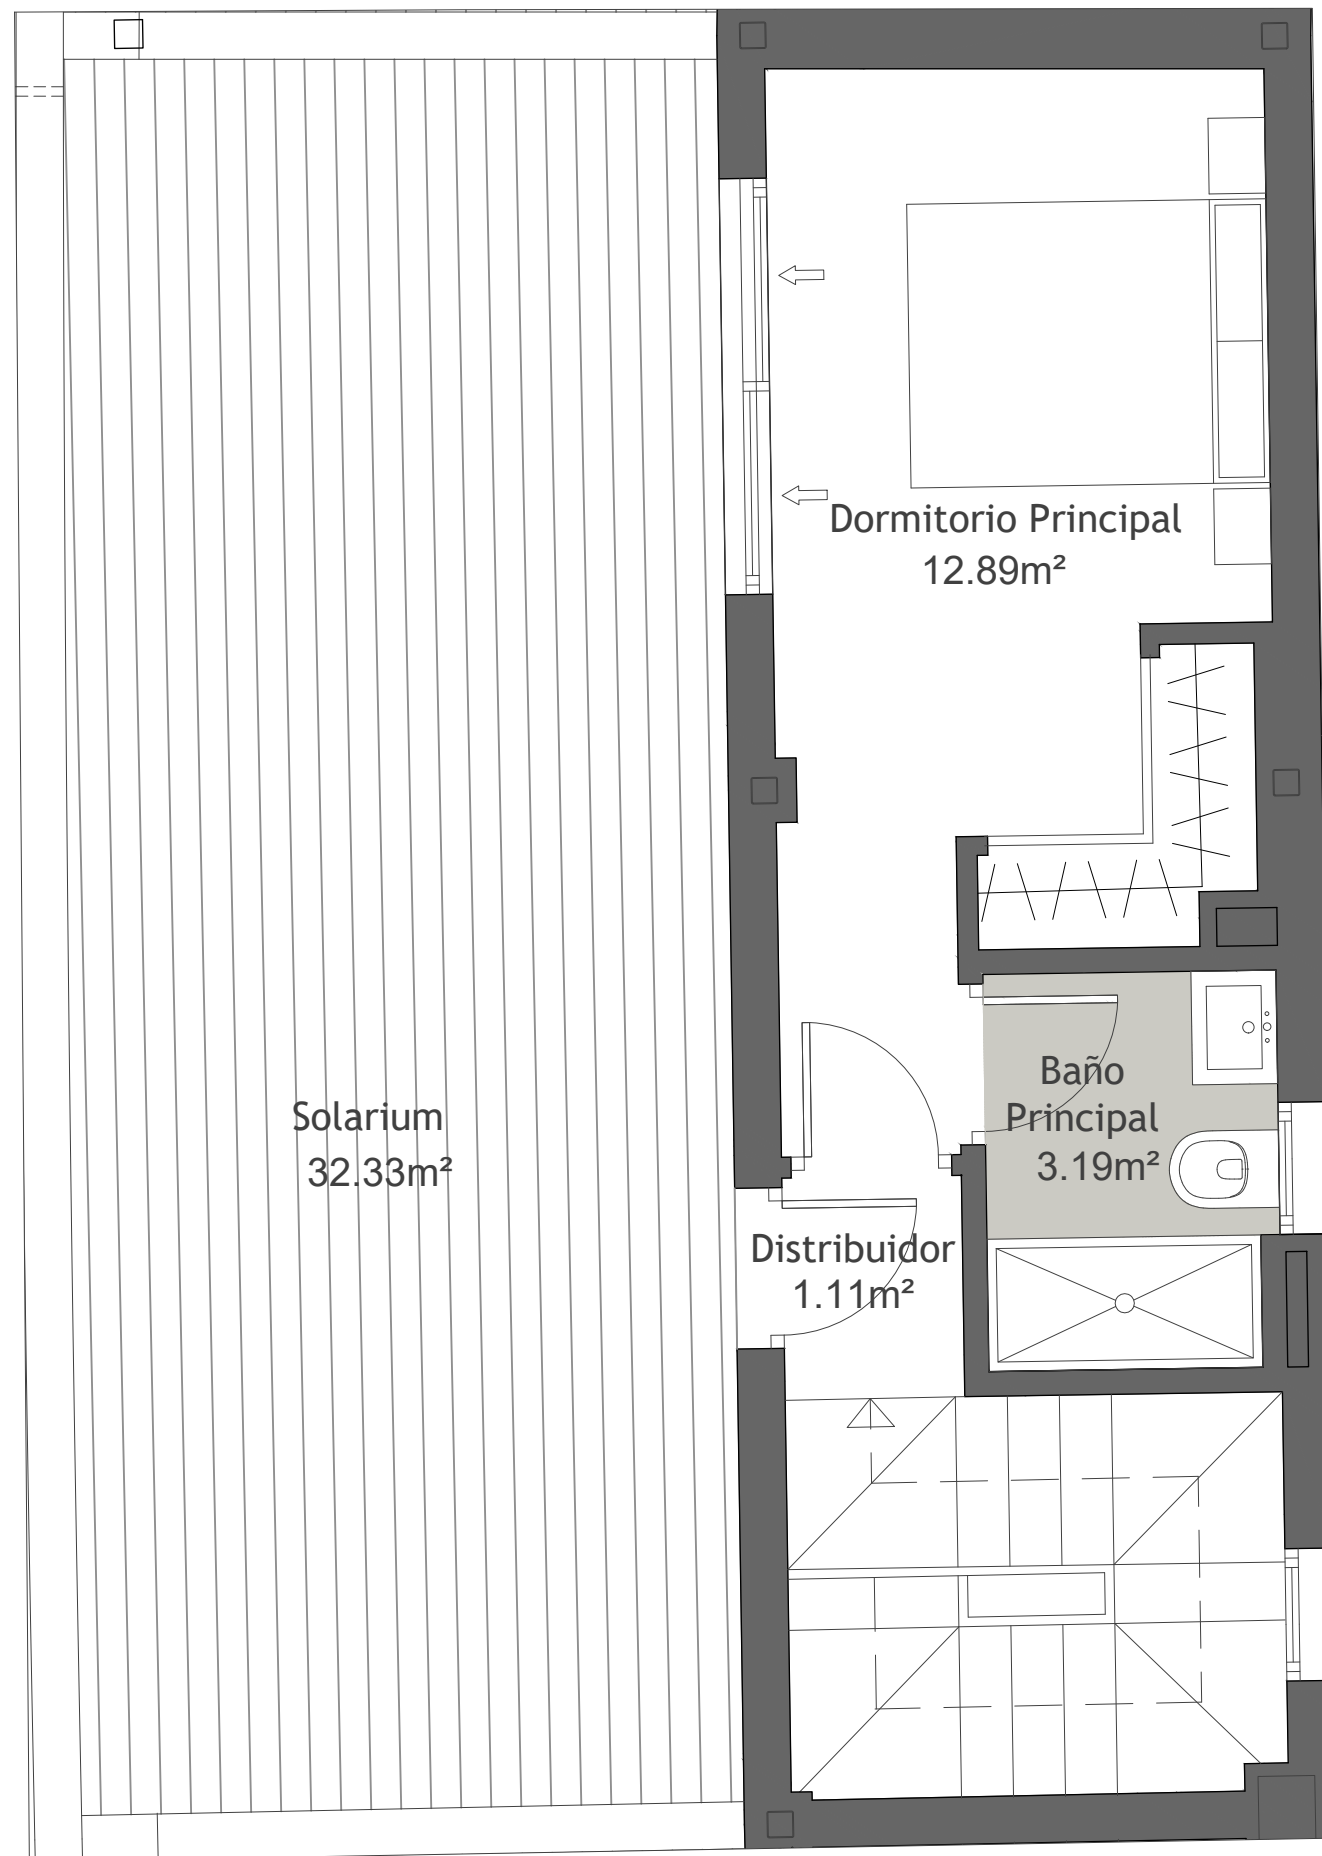 Dormitorio Principal
12.89m²
Baño
Principal
3.19m²
Solarium
32.33m²
Distribuidor
1.11m²